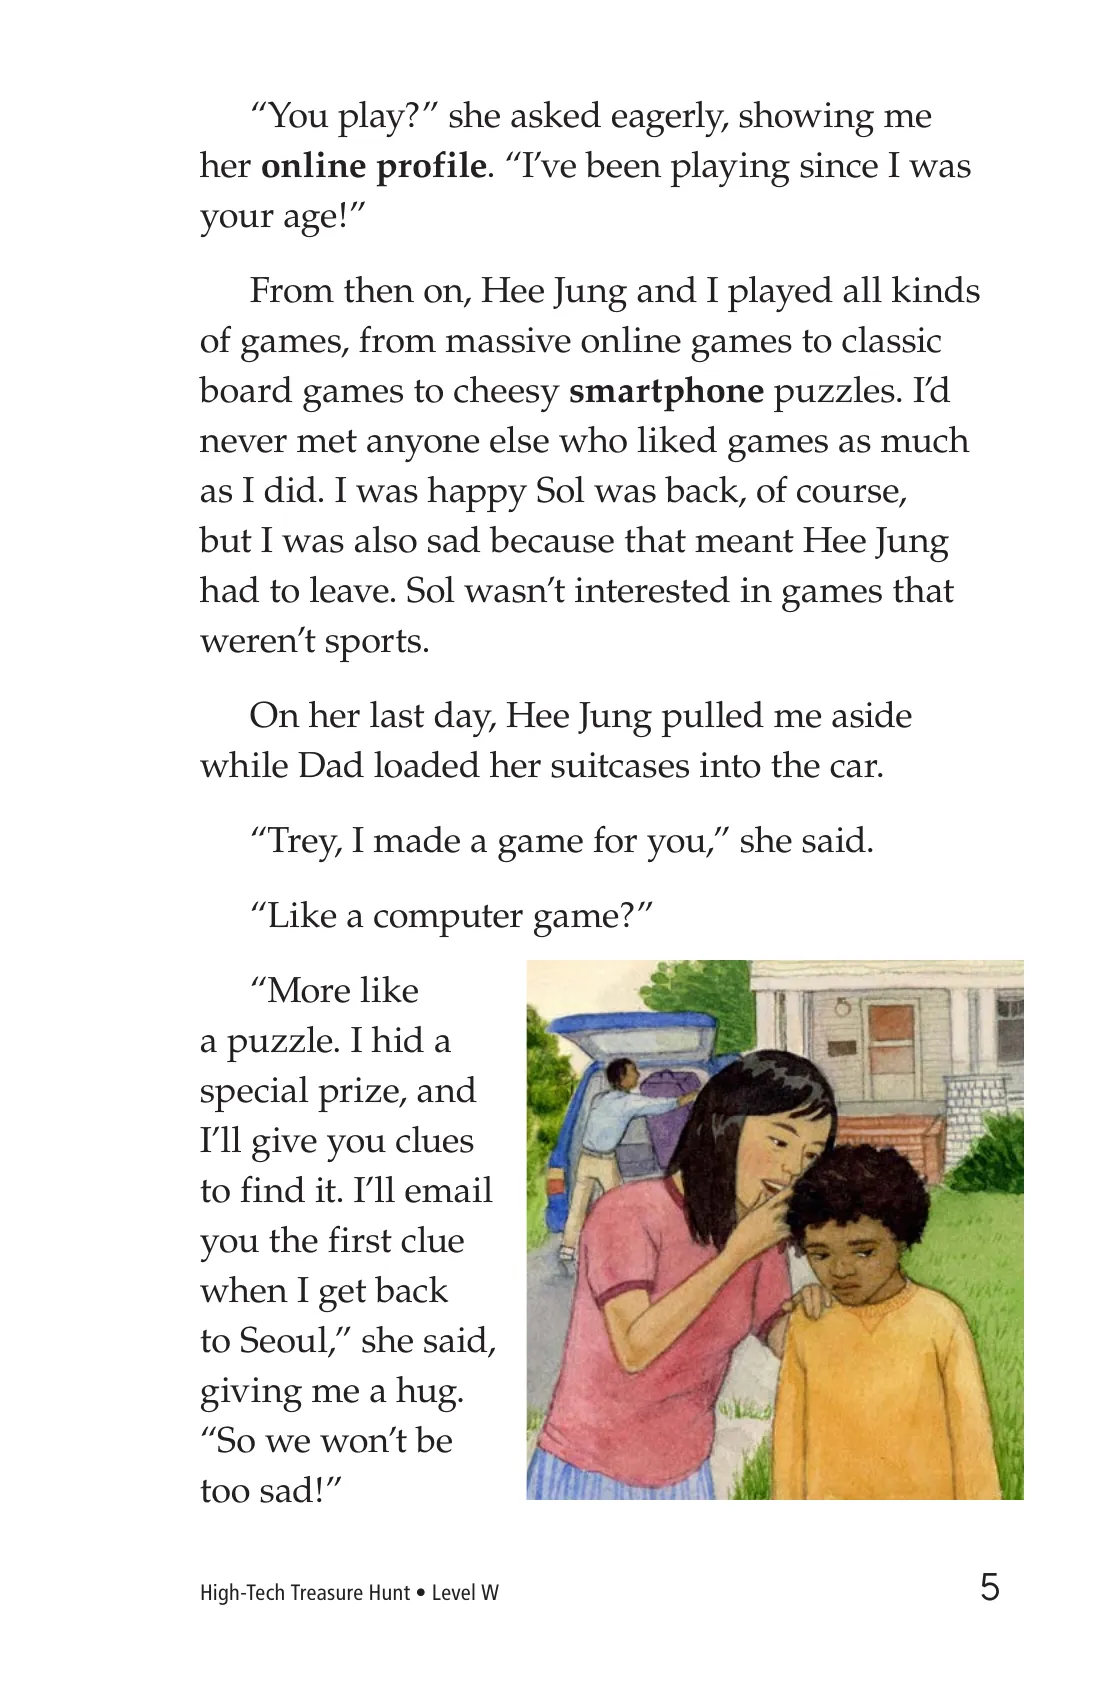 “You play?” she asked eagerly, showing me
her online profile. “I’ve been playing since I was
your age!”
From then on, Hee Jung and I played all kinds
of games, from massive online games to classic
board games to cheesy smartphone puzzles. I’d
never met anyone else who liked games as much
as I did. I was happy Sol was back, of course,
but I was also sad because that meant Hee Jung
had to leave. Sol wasn’t interested in games that
weren’t sports.
On her last day, Hee Jung pulled me aside
while Dad loaded her suitcases into the car.
“Trey, I made a game for you,” she said.
“Like a computer game?”
“More like
a puzzle. I hid a
special prize, and
I’ll give you clues
to find it. I’ll email
you the first clue
when I get back
to Seoul,” she said,
giving me a hug.
“So we won’t be
too sad!”
High-Tech Treasure Hunt • Level W
5